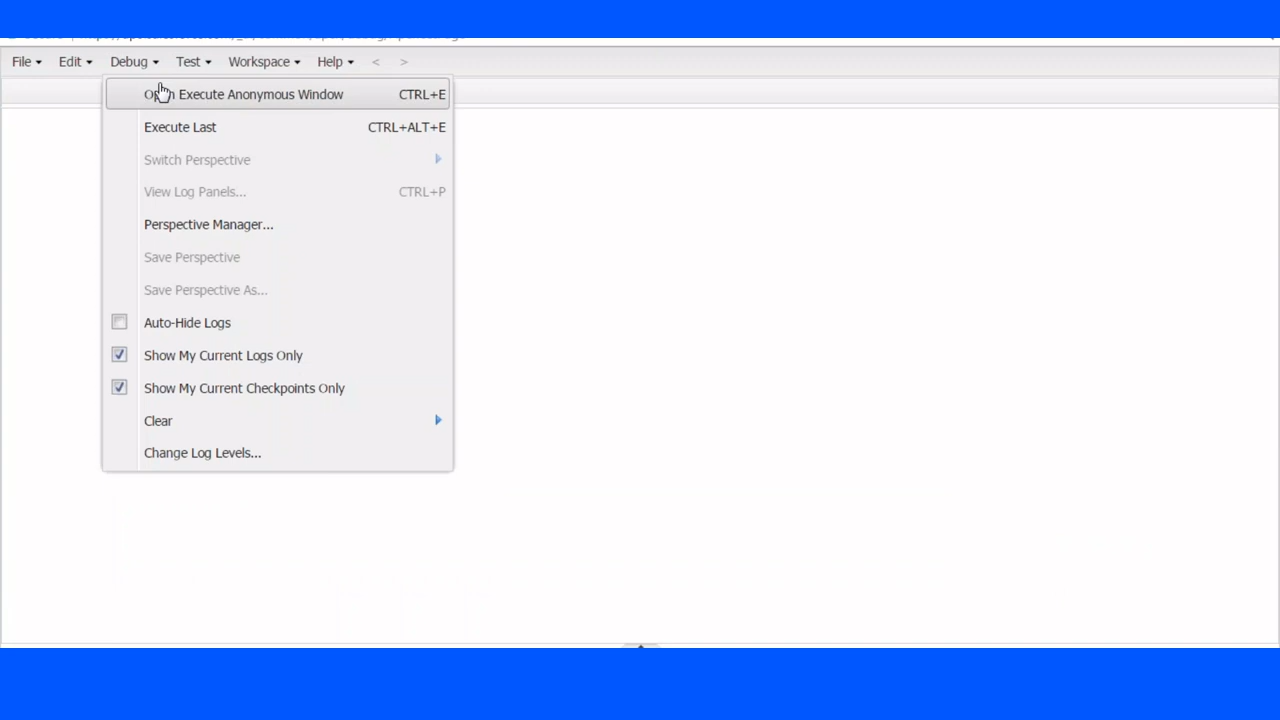 File Edit Debug Test Workspace Help < >
Open Execute Anonymous Window CTRL+E
Execute Last CTRL+ALT+E
Switch Perspective
View Log Panels... CTRL+P
Perspective Manager...
Save Perspective
Save Perspective As...
Auto-Hide Logs
Show My Current Logs Only
Show My Current Checkpoints Only
Clear
Change Log Levels...